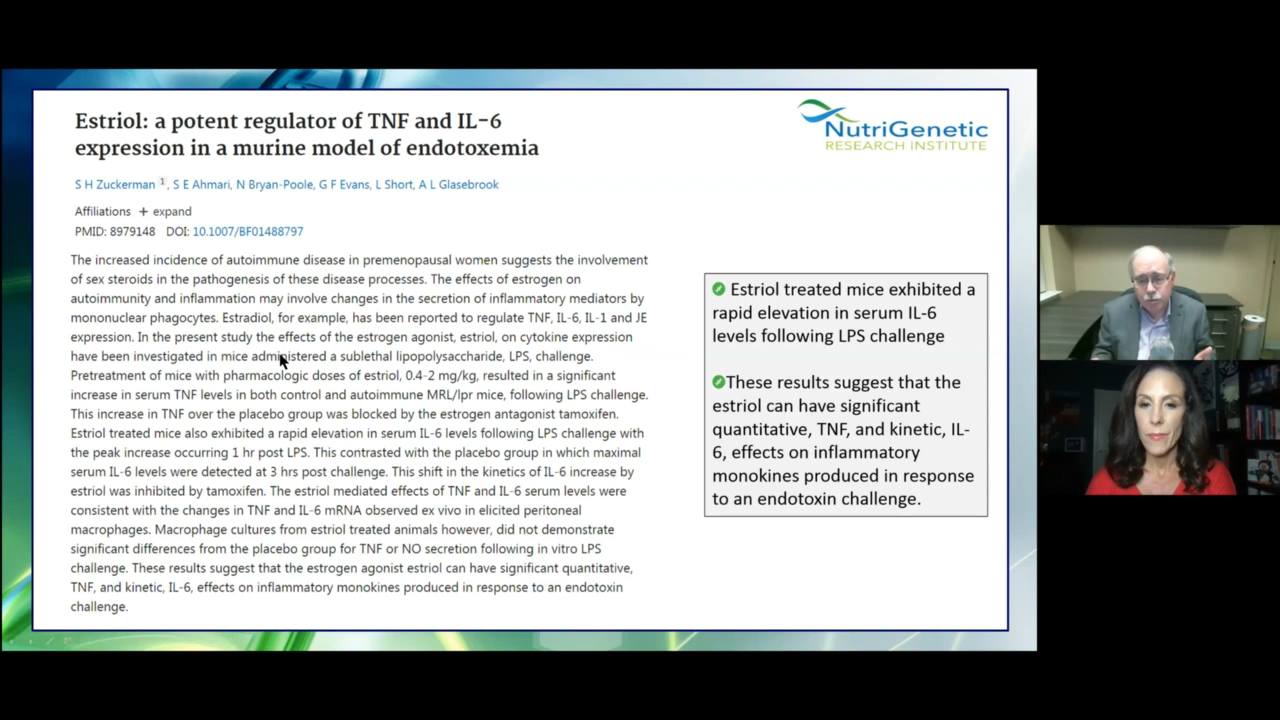 Estriol: a potent regulator of TNF and IL-6
expression in a murine model of endotoxemia
S H Zuckerman 1, S E Ahmari, N Bryan-Poole, G F Evans, L Short, A L Glasebrook
Affiliations + expand
PMID: 8979148 DOI: 10.1007/BF01488797
The increased incidence of autoimmune disease in premenopausal women suggests the involvement
of sex steroids in the pathogenesis of these disease processes. The effects of estrogen on
autoimmunity and inflammation may involve changes in the secretion of inflammatory mediators by
mononuclear phagocytes. Estradiol, for example, has been reported to regulate TNF, IL-6, IL-1 and JE
expression. In the present study the effects of the estrogen agonist, estriol, on cytokine expression
have been investigated in mice administered a sublethal lipopolysaccharide, LPS, challenge.
Pretreatment of mice with pharmacologic doses of estriol, 0.4-2 mg/kg, resulted in a significant
increase in serum TNF levels in both control and autoimmune MRL/lpr mice, following LPS challenge.
This increase in TNF over the placebo group was blocked by the estrogen antagonist tamoxifen.
Estriol treated mice also exhibited a rapid elevation in serum IL-6 levels following LPS challenge with
the peak increase occurring 1 hr post LPS. This contrasted with the placebo group in which maximal
serum IL-6 levels were detected at 3 hrs post challenge. This shift in the kinetics of IL-6 increase by
estriol was inhibited by tamoxifen. The estriol mediated effects of TNF and IL-6 serum levels were
consistent with the changes in TNF and IL-6 mRNA observed ex vivo in elicited peritoneal
macrophages. Macrophage cultures from estriol treated animals however, did not demonstrate
significant differences from the placebo group for TNF or NO secretion following in vitro LPS
challenge. These results suggest that the estrogen agonist estriol can have significant quantitative,
TNF, and kinetic, IL-6, effects on inflammatory monokines produced in response to an endotoxin
challenge.
NutriGenetic
RESEARCH INSTITUTE
Estriol treated mice exhibited a
rapid elevation in serum IL-6
levels following LPS challenge
These results suggest that the
estriol can have significant
quantitative, TNF, and kinetic, IL-
6, effects on inflammatory
monokines produced in response
to an endotoxin challenge.